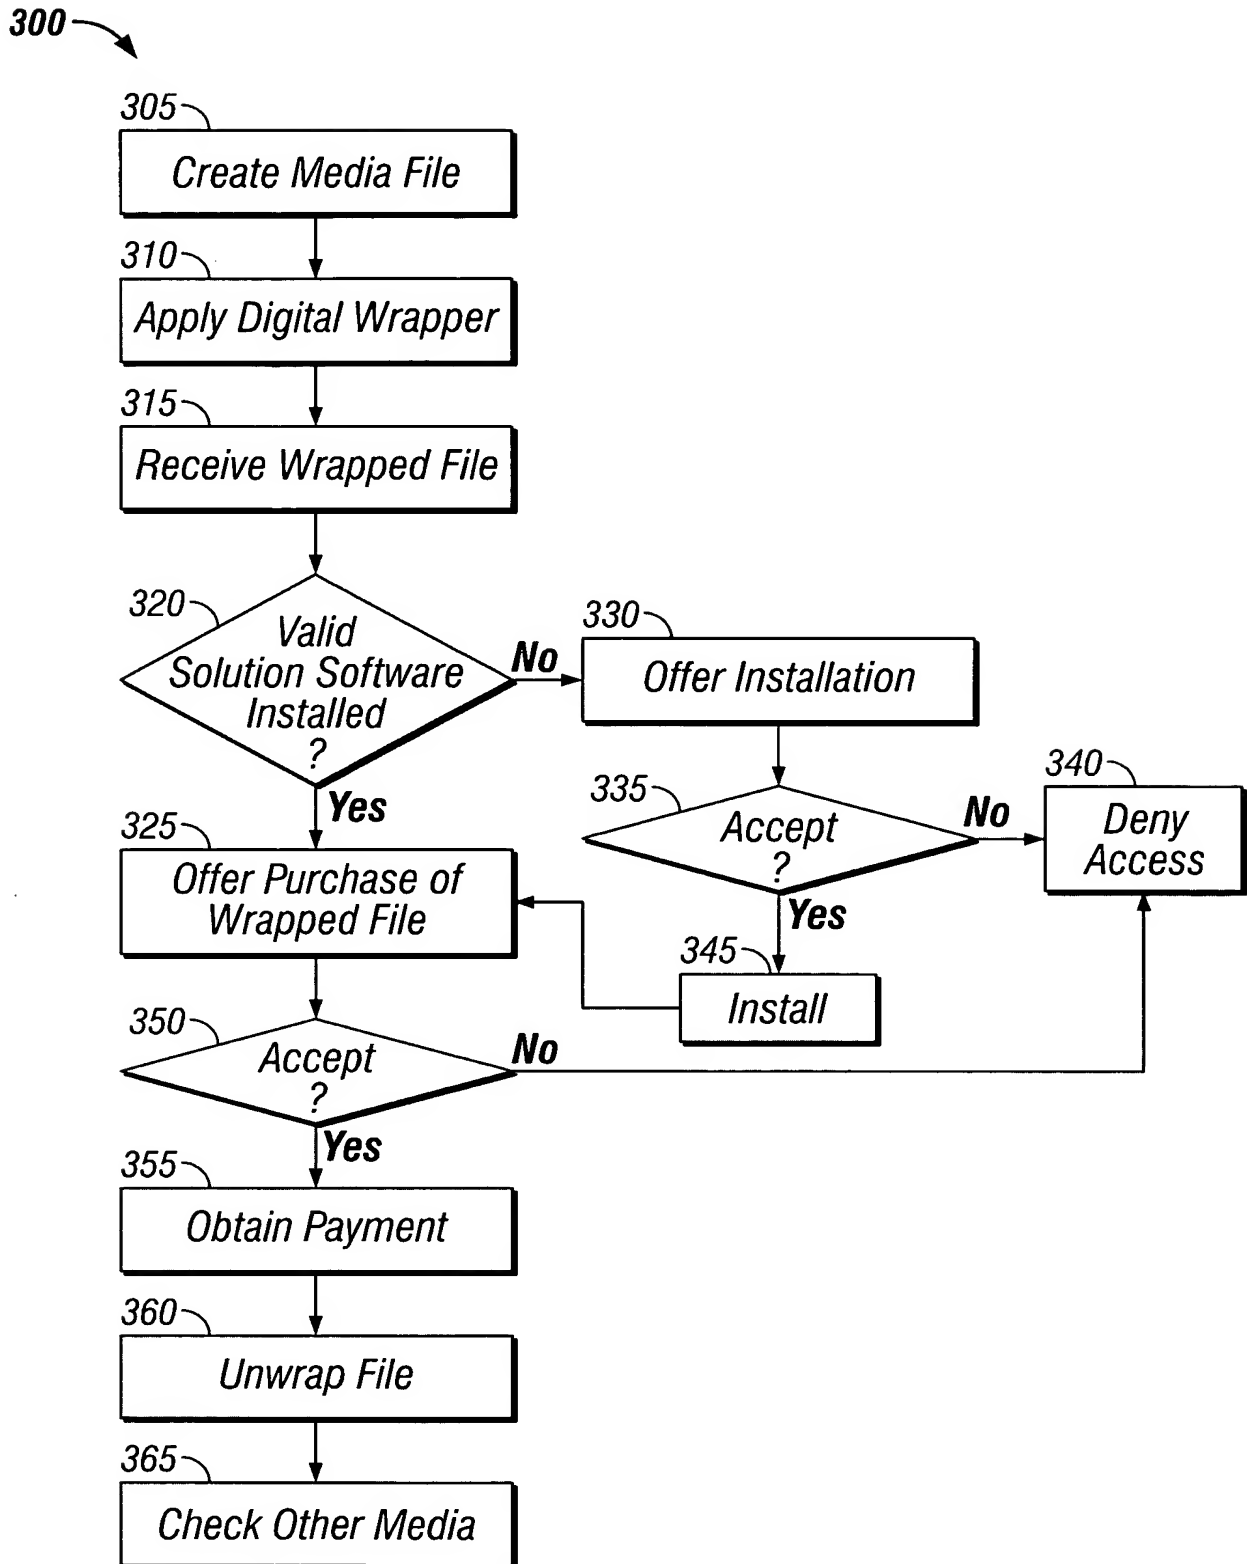 300
305
Create Media File
310
Apply Digital Wrapper
315
Receive Wrapped File
320
Valid
Solution Software
Installed
?
No
330
Offer Installation
Yes
335
Accept
?
No
340
Deny
Access
325
Offer Purchase of
Wrapped File
Yes
345
Install
350
Accept
?
No
Yes
355
Obtain Payment
360
Unwrap File
365
Check Other Media